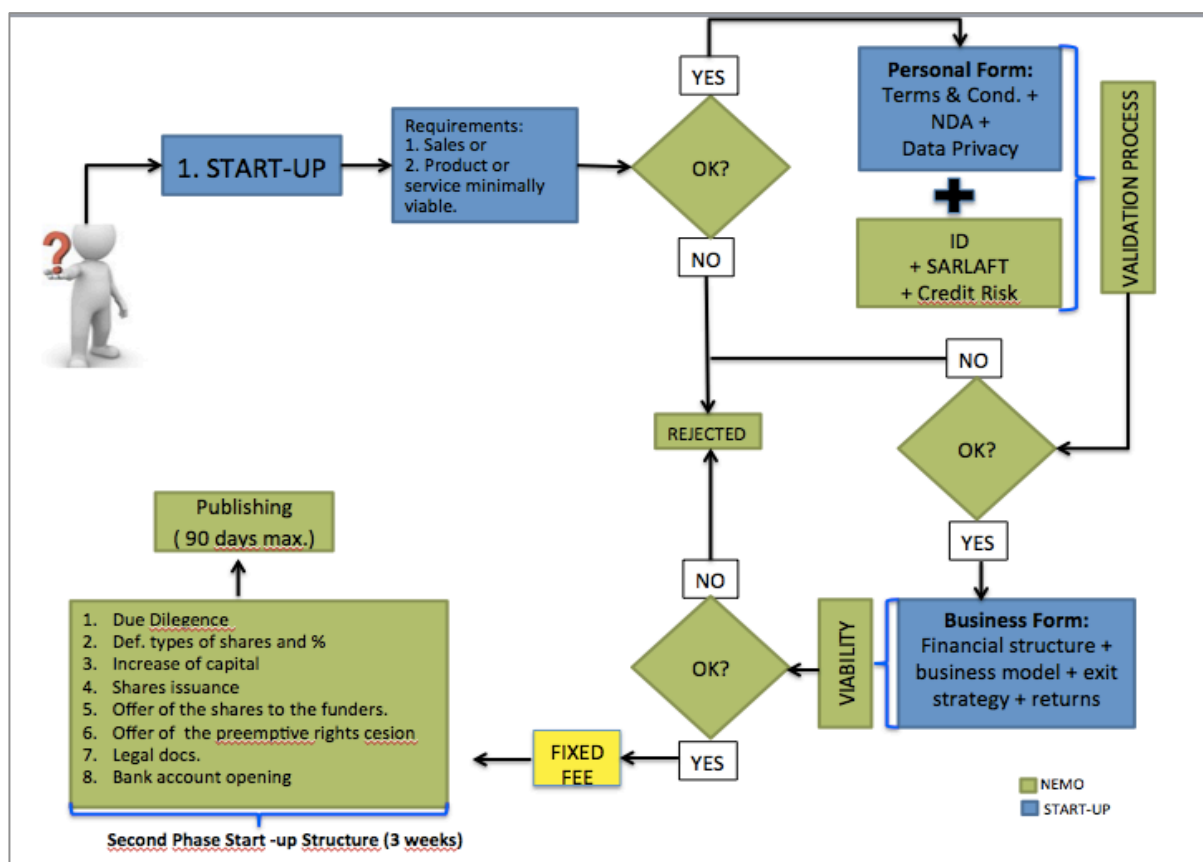 1. START-UP
Requirements:
1. Sales or
2. Product or
service minimally
viable.
OK?
YES
NO
Personal Form:
Terms & Cond. +
NDA +
Data Privacy
ID
+ SARLAFT
+ Credit Risk
VALIDATION PROCESS
NO
OK?
YES
REJECTED
Business Form:
Financial structure +
business model + exit
strategy + returns
VIABILITY
NO
OK?
YES
FIXED
FEE
Publishing
( 90 days max.)
1. Due Dilegence
2. Def. types of shares and %
3. Increase of capital
4. Shares issuance
5. Offer of the shares to the funders.
6. Offer of the preemptive rights cesion
7. Legal docs.
8. Bank account opening
Second Phase Start -up Structure (3 weeks)
NEMO
START-UP
?